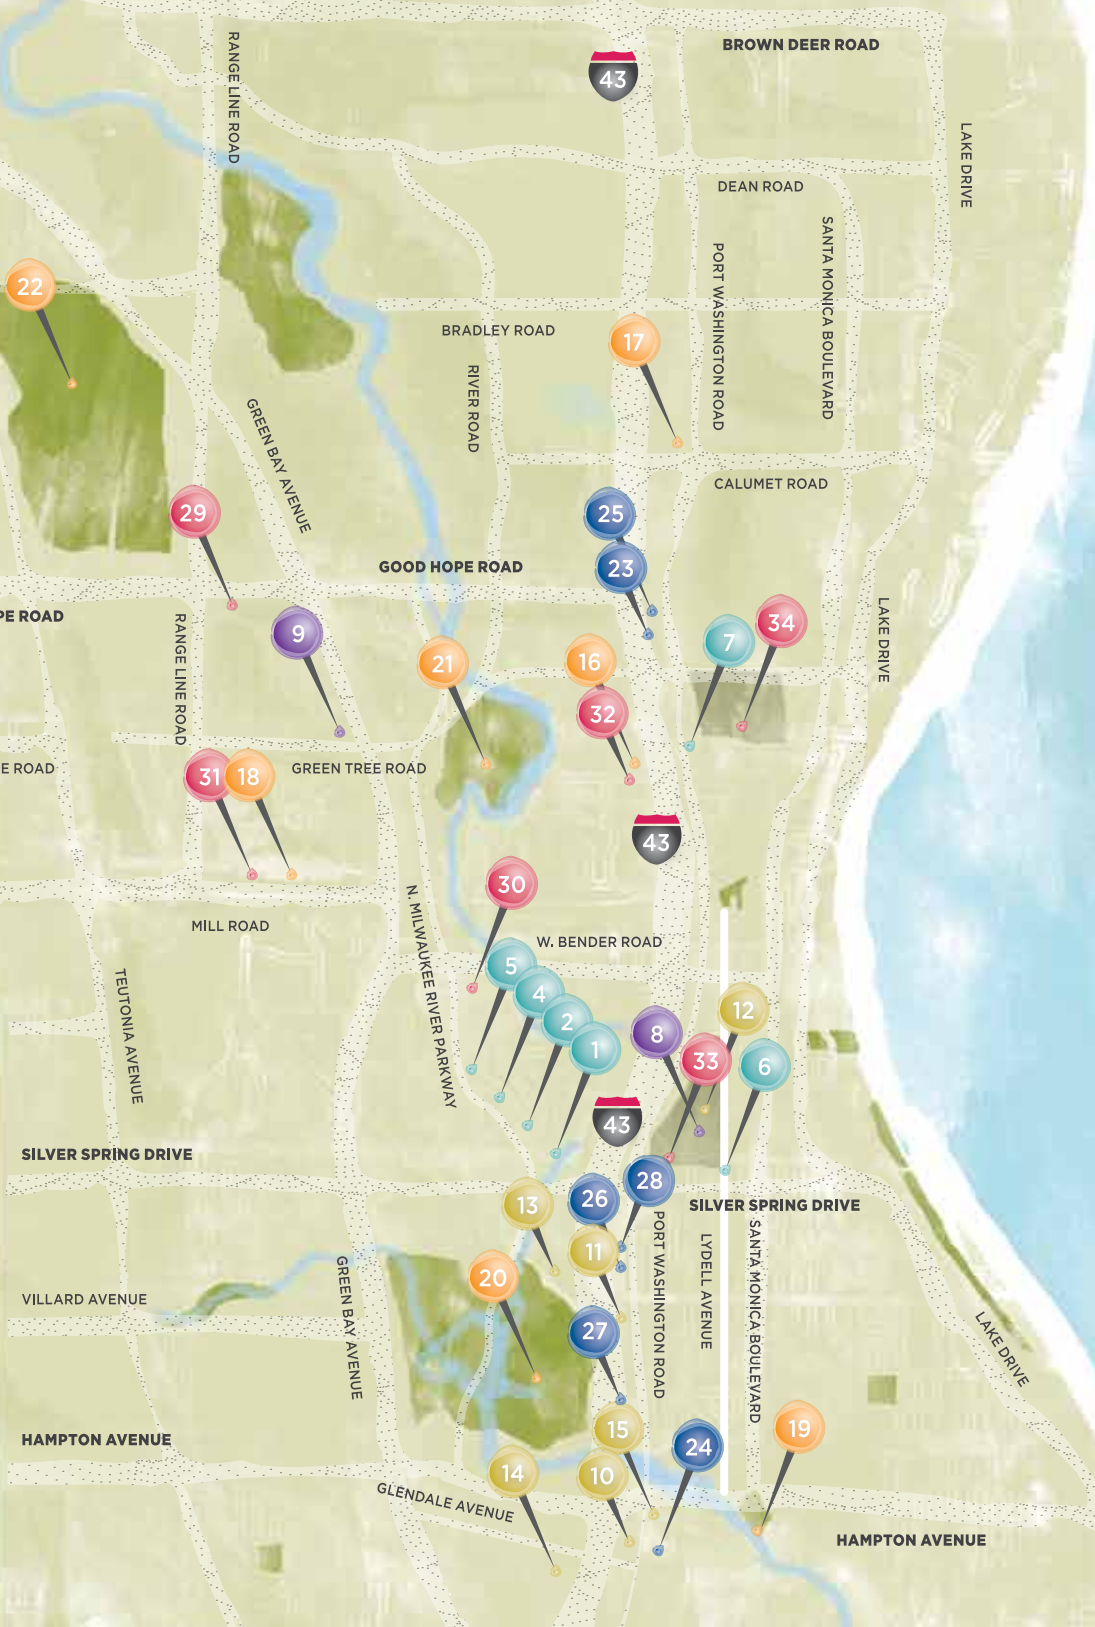 BROWN DEER ROAD
RANGE LINE ROAD
43
LAKE DRIVE
DEAN ROAD
SANTA MONICA BOULEVARD
PORT WASHINGTON ROAD
22
BRADLEY ROAD
17
RIVER ROAD
GREEN BAY AVENUE
CALUMET ROAD
29
25
GOOD HOPE ROAD
23
PE ROAD
RANGE LINE ROAD
9
21
16
7
34
LAKE DRIVE
32
E ROAD
31
18
GREEN TREE ROAD
43
30
N. MILWAUKEE RIVER PARKWAY
MILL ROAD
W. BENDER ROAD
5
4
2
1
TEUTONIA AVENUE
12
8
33
6
43
SILVER SPRING DRIVE
28
26
13
SILVER SPRING DRIVE
PORT WASHINGTON ROAD
LYDELL AVENUE
SANTA MONICA BOULEVARD
11
20
GREEN BAY AVENUE
VILLARD AVENUE
27
LAKE DRIVE
HAMPTON AVENUE
15
24
19
14
10
GLENDALE AVENUE
HAMPTON AVENUE